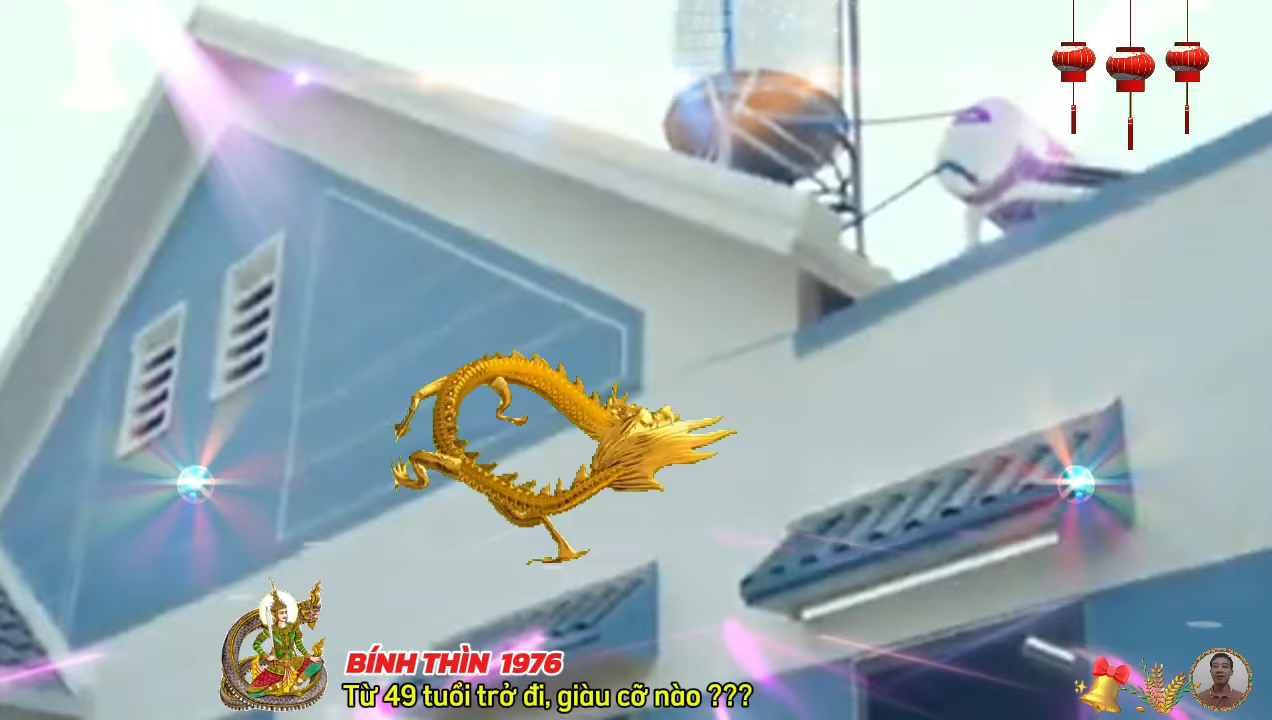 BÍNH THÌN 1976
Từ 49 tuổi trở đi, giàu cỡ nào ???